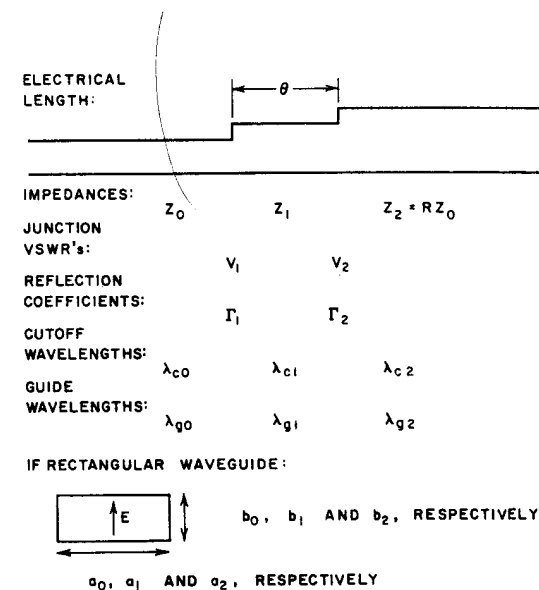 ELECTRICAL
LENGTH:
θ
IMPEDANCES:
Z₀ Z₁ Z₂ = RZ₀
JUNCTION
VSWR's:
V₁ V₂
REFLECTION
COEFFICIENTS:
Γ₁ Γ₂
CUTOFF
WAVELENGTHS:
λc0 λc1 λc2
GUIDE
WAVELENGTHS:
λg0 λg1 λg2
IF RECTANGULAR WAVEGUIDE:
E
b₀, b₁ AND b₂, RESPECTIVELY
a₀, a₁ AND a₂, RESPECTIVELY